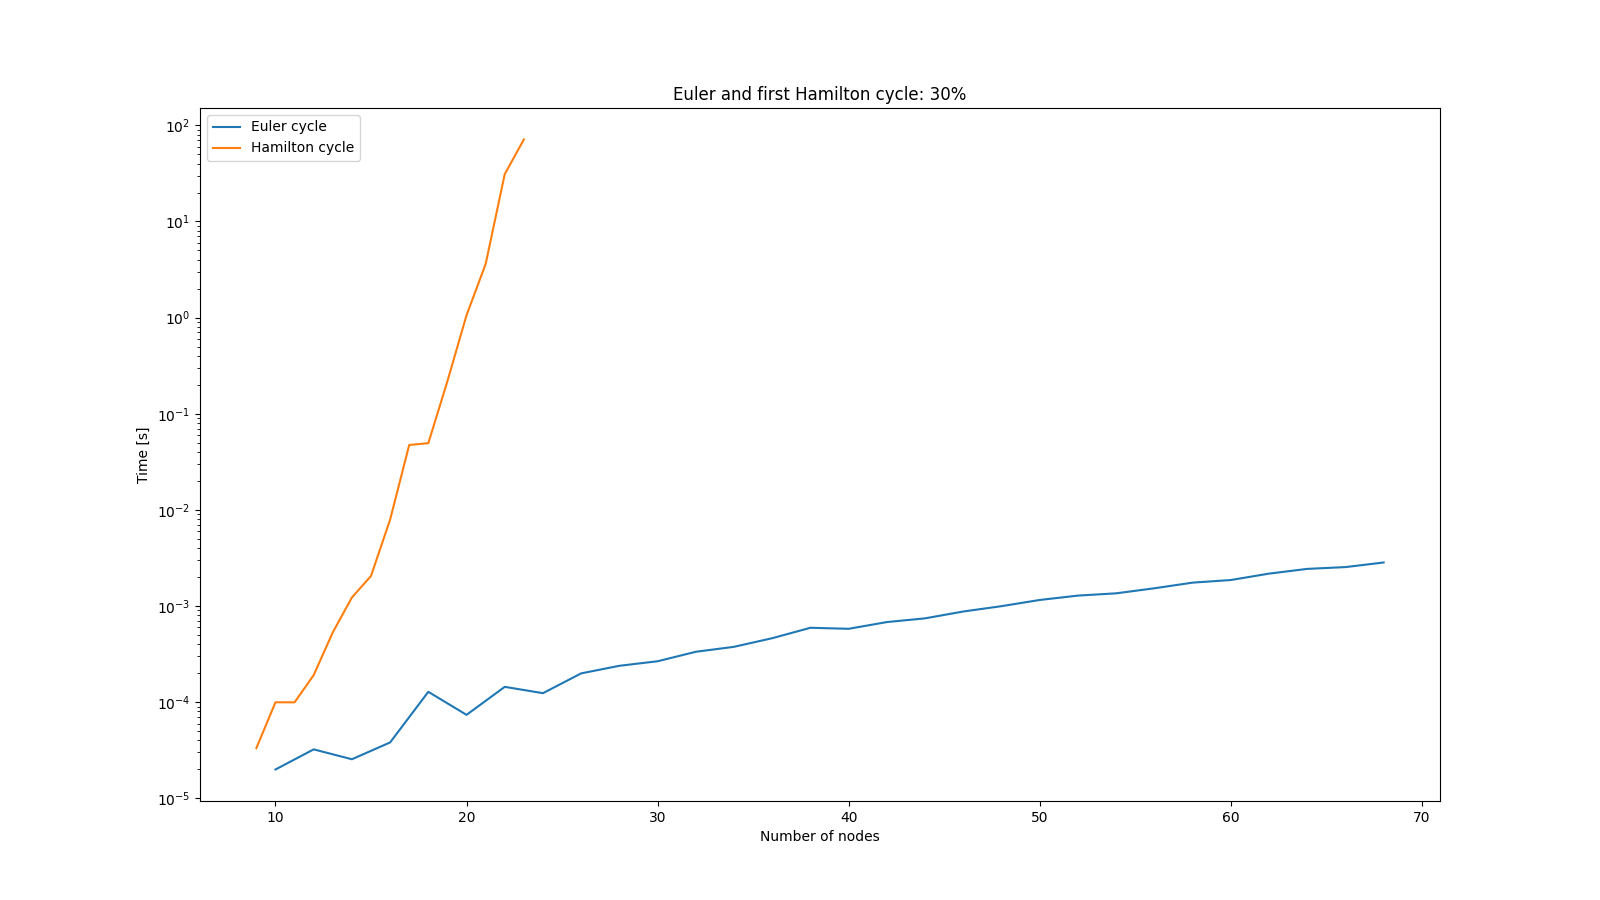 Euler and first Hamilton cycle: 30%
Euler cycle
Hamilton cycle
10²
10¹
10⁰
10⁻¹
10⁻²
10⁻³
10⁻⁴
10⁻⁵
Time [s]
10 20 30 40 50 60 70
Number of nodes